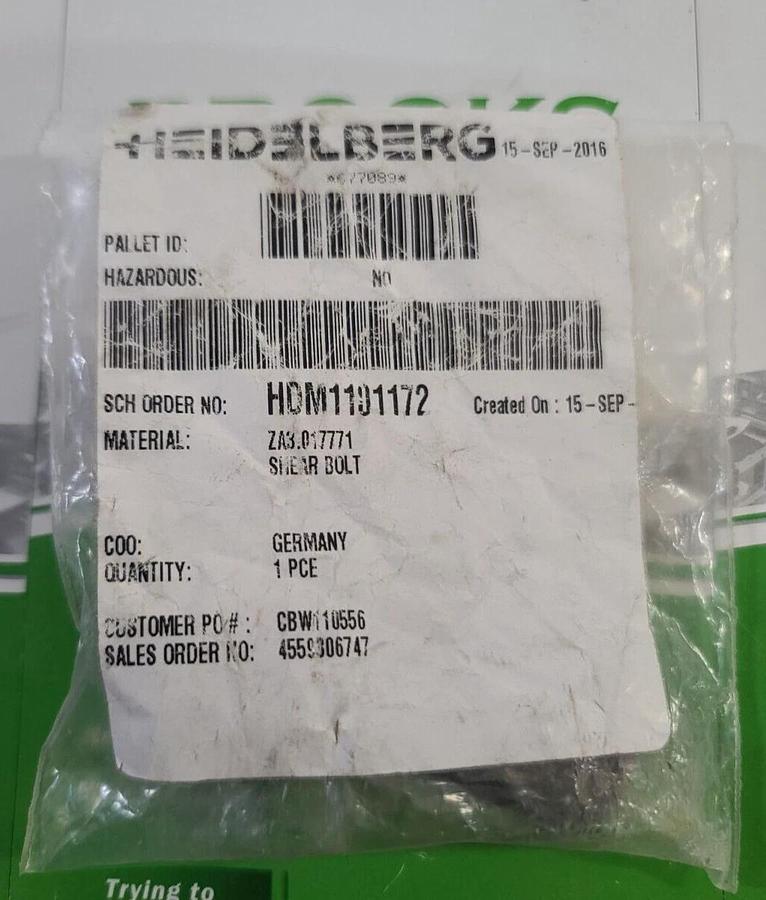 HEIDELBERG 15-SEP-2016
*677089*
PALLET ID:
HAZARDOUS: NO
SCH ORDER NO: HDM1191172 Created On : 15-SEP-
MATERIAL: ZA3.017771
SHEAR BOLT
COO: GERMANY
QUANTITY: 1 PCE
CUSTOMER PO # : CBW110556
SALES ORDER NO: 4559306747
Trying to